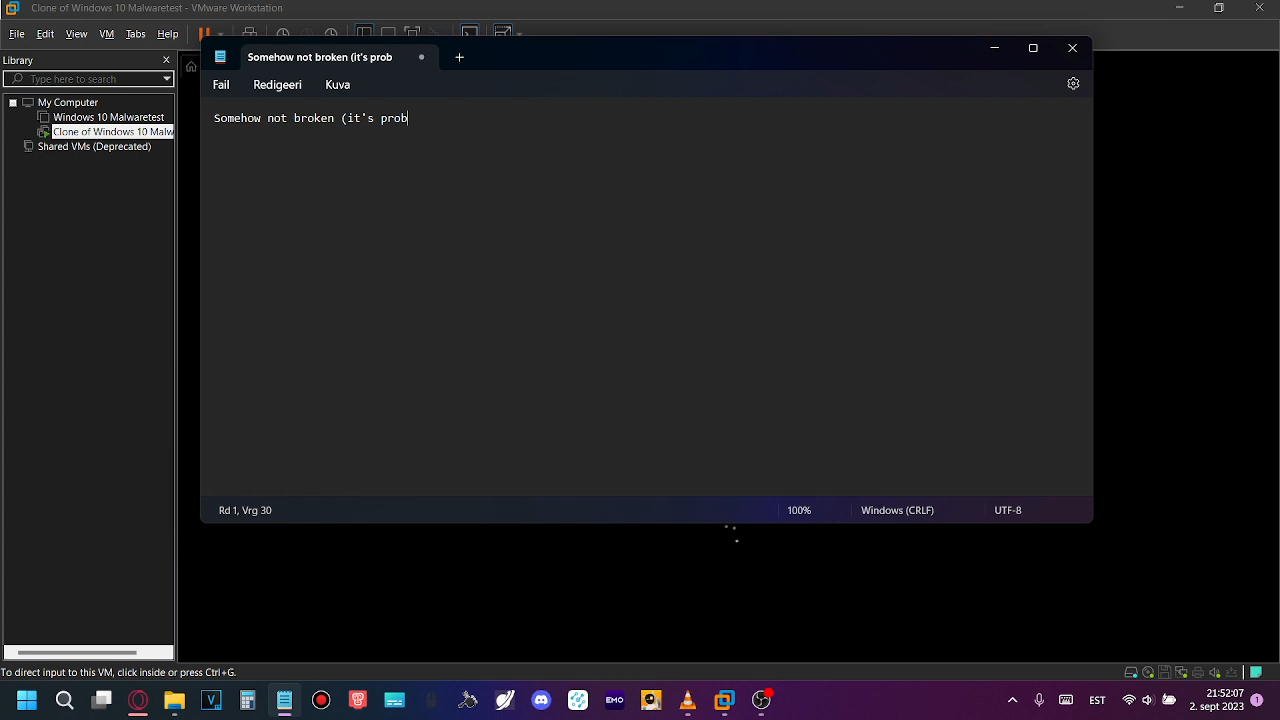 Clone of Windows 10 Malwaretest - VMware Workstation
File Edit View VM Tabs Help
Library
Type here to search
My Computer
Windows 10 Malwaretest
Clone of Windows 10 Malw
Shared VMs (Deprecated)
Somehow not broken (it's prob
Fail Redigeeri Kuva
Somehow not broken (it's prob
Rd 1, Vrg 30 100% Windows (CRLF) UTF-8
To direct input to this VM, click inside or press Ctrl+G.
V
EMO
EST
21:52:07
2. sept 2023
1